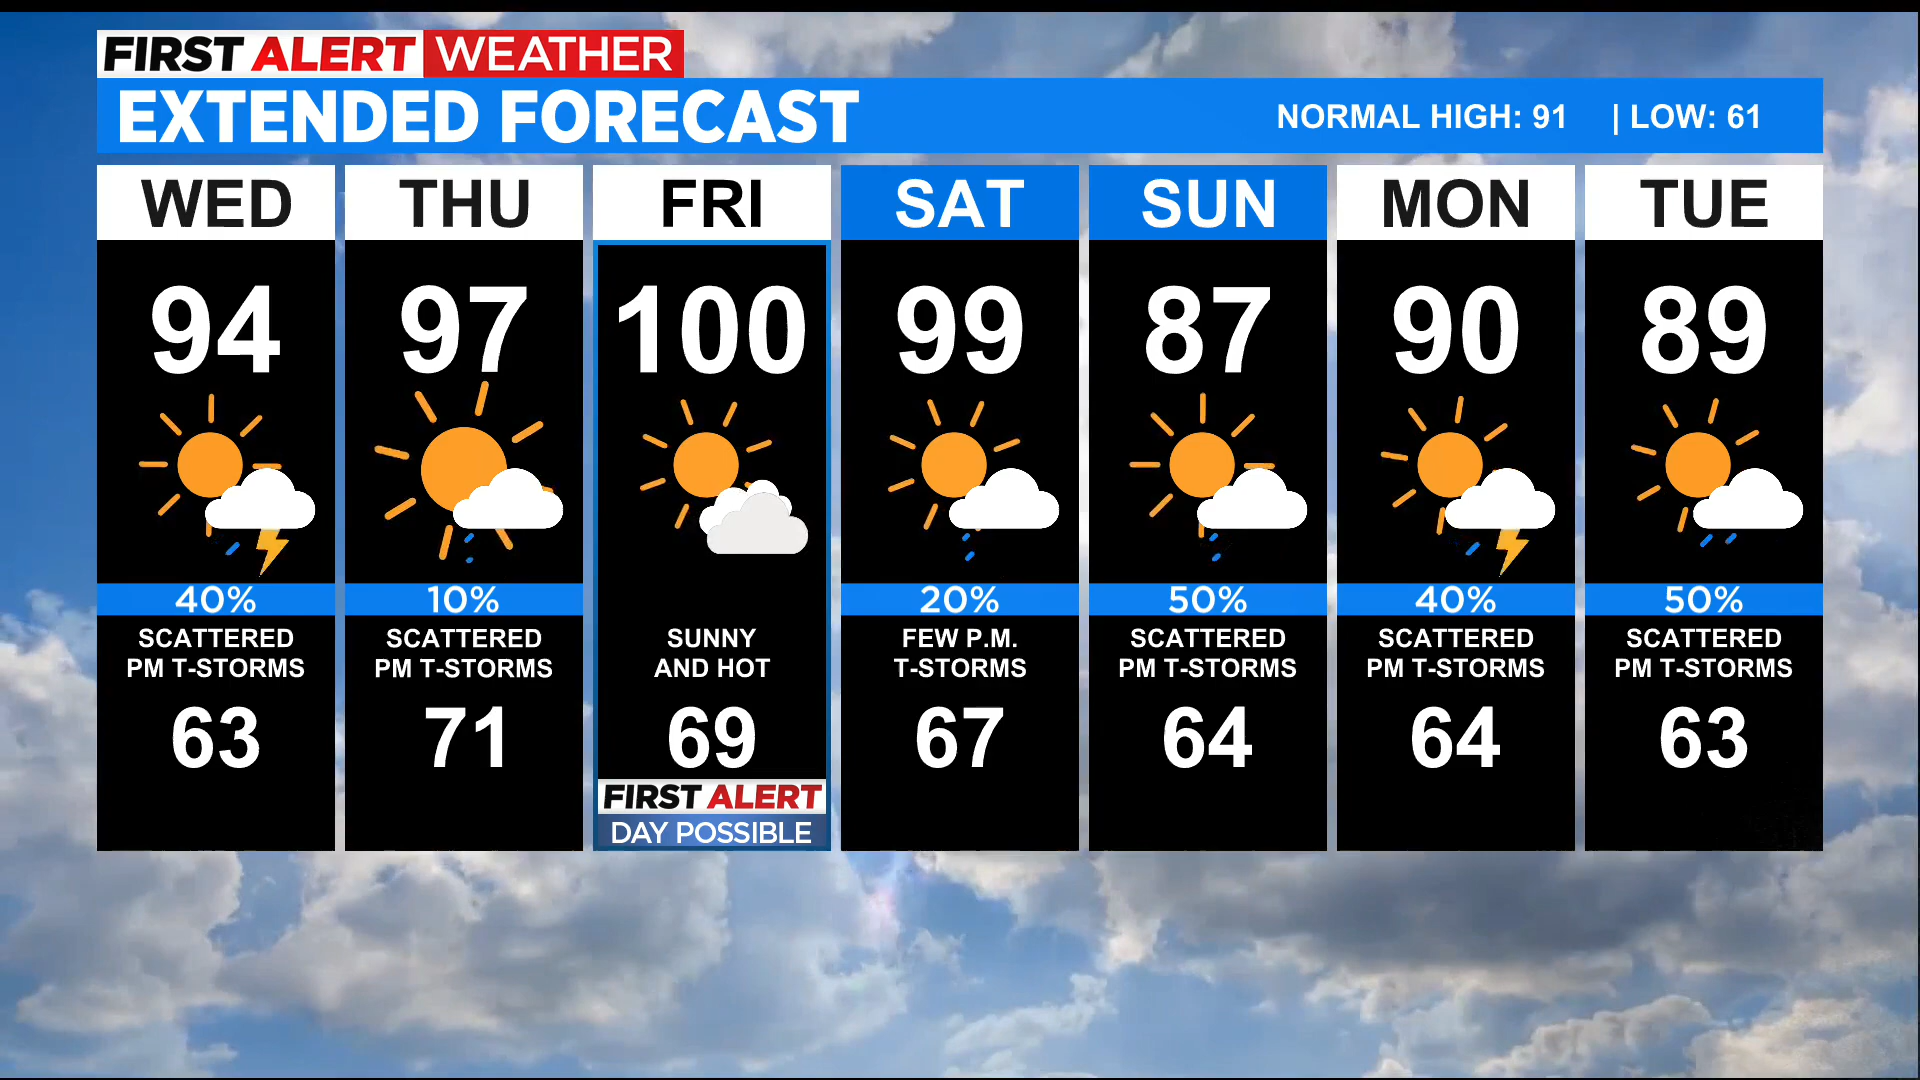 FIRST ALERT WEATHER
EXTENDED FORECAST
NORMAL HIGH: 91 | LOW: 61
WED
94
40%
SCATTERED
PM T-STORMS
63
THU
97
10%
SCATTERED
PM T-STORMS
71
FRI
100
SUNNY
AND HOT
69
FIRST ALERT
DAY POSSIBLE
SAT
99
20%
FEW P.M.
T-STORMS
67
SUN
87
50%
SCATTERED
PM T-STORMS
64
MON
90
40%
SCATTERED
PM T-STORMS
64
TUE
89
50%
SCATTERED
PM T-STORMS
63